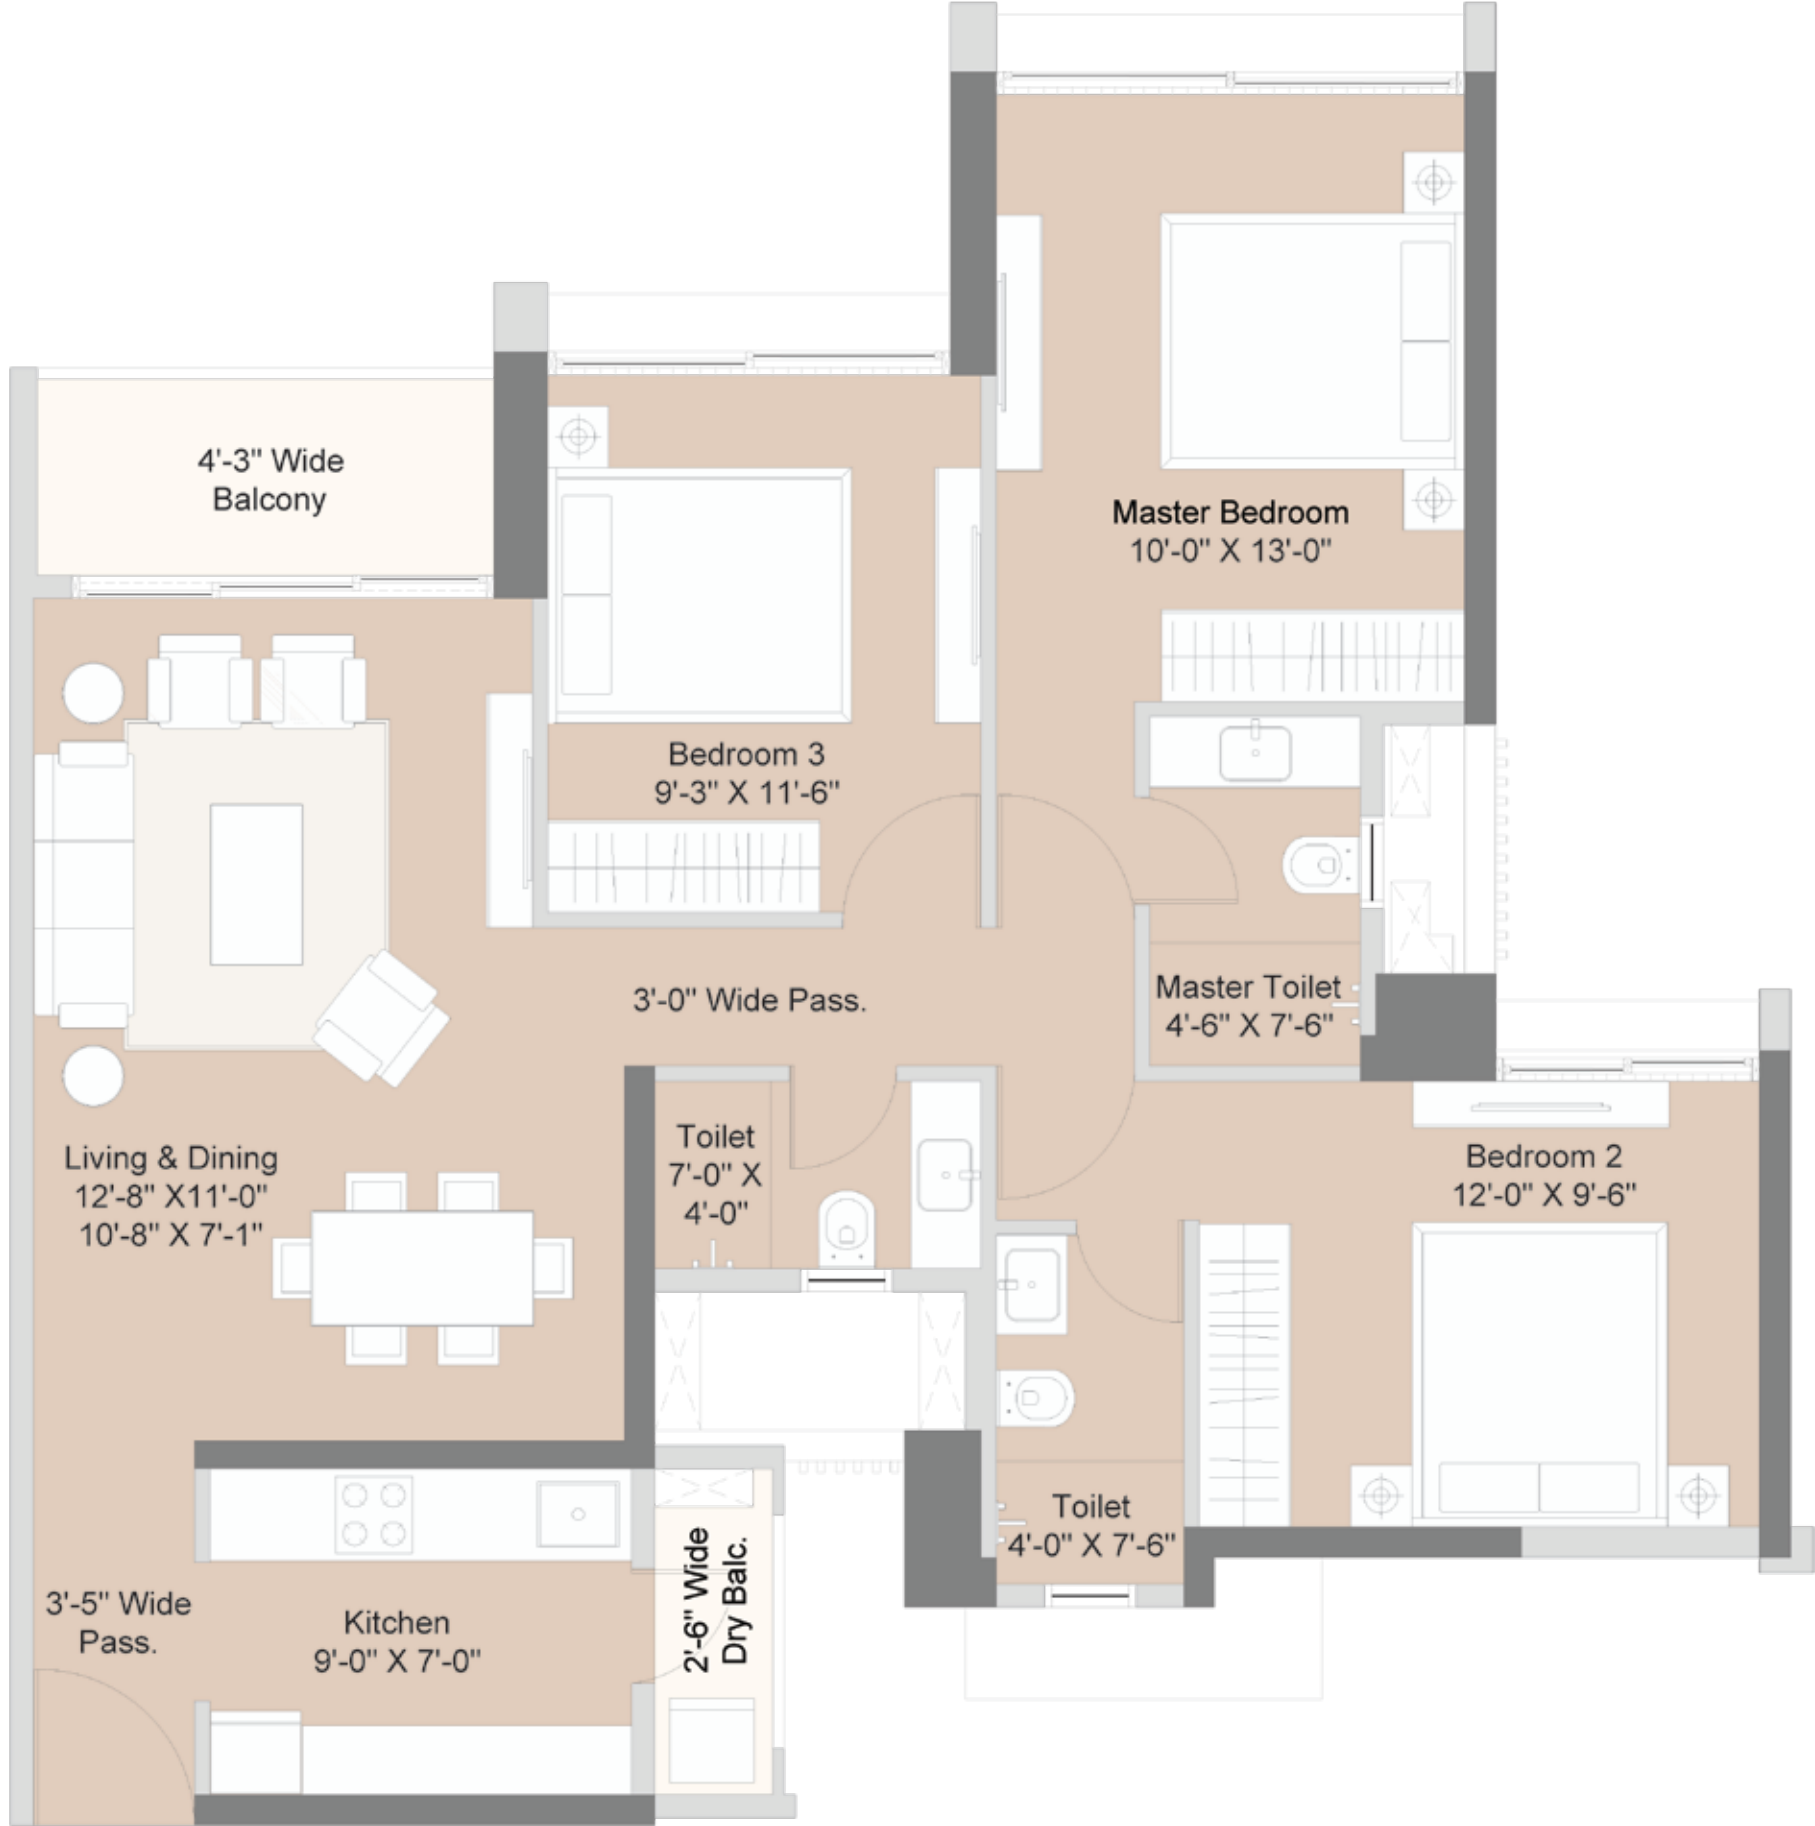 4'-3" Wide
Balcony
Master Bedroom
10'-0" X 13'-0"
Bedroom 3
9'-3" X 11'-6"
3'-0" Wide Pass.
Master Toilet
4'-6" X 7'-6"
Living & Dining
12'-8" X11'-0"
10'-8" X 7'-1"
Toilet
7'-0" X
4'-0"
Bedroom 2
12'-0" X 9'-6"
Toilet
4'-0" X 7'-6"
3'-5" Wide
Pass.
Kitchen
9'-0" X 7'-0"
2'-6" Wide
Dry Balc.